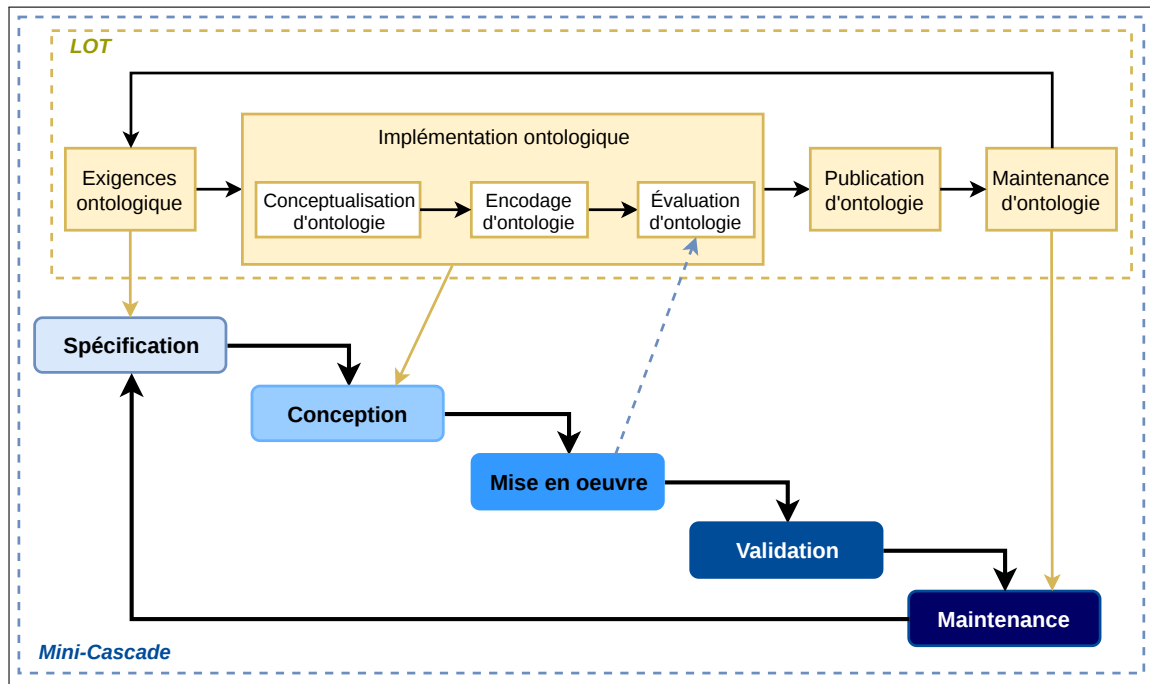 LOT
Implémentation ontologique
Exigences
ontologique
Conceptualisation
d'ontologie
Encodage
d'ontologie
Évaluation
d'ontologie
Publication
d'ontologie
Maintenance
d'ontologie
Spécification
Conception
Mise en oeuvre
Validation
Maintenance
Mini-Cascade